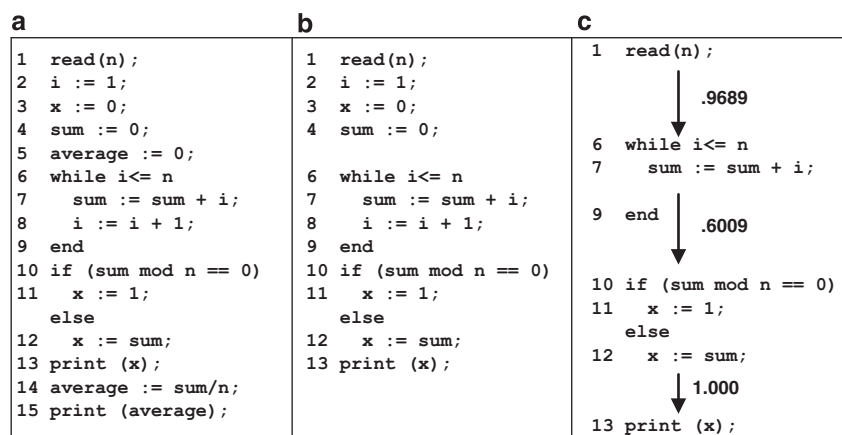 a
1 read(n);
2 i := 1;
3 x := 0;
4 sum := 0;
5 average := 0;
6 while i<= n
7 sum := sum + i;
8 i := i + 1;
9 end
10 if (sum mod n == 0)
11 x := 1;
else
12 x := sum;
13 print (x);
14 average := sum/n;
15 print (average);
b
1 read(n);
2 i := 1;
3 x := 0;
4 sum := 0;
6 while i<= n
7 sum := sum + i;
8 i := i + 1;
9 end
10 if (sum mod n == 0)
11 x := 1;
else
12 x := sum;
13 print (x);
c
1 read(n);
.9689
6 while i<= n
7 sum := sum + i;
9 end
.6009
10 if (sum mod n == 0)
11 x := 1;
else
12 x := sum;
1.000
13 print (x);